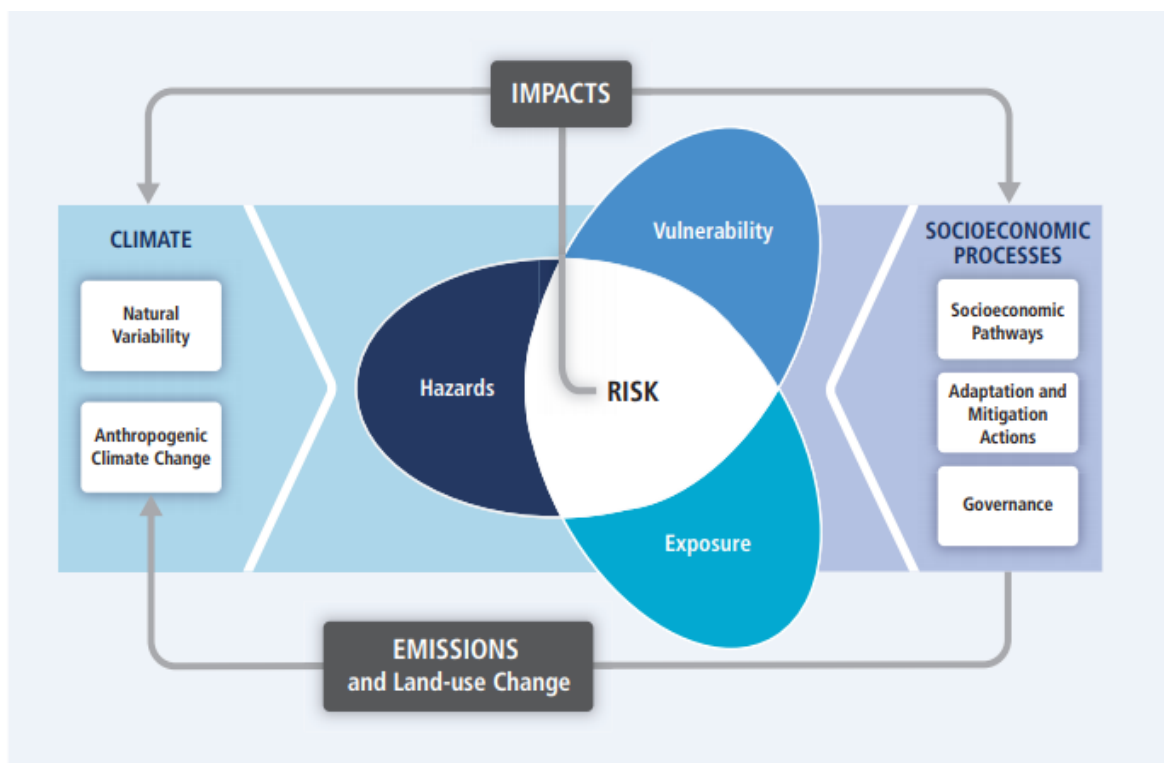 IMPACTS
CLIMATE
Natural
Variability
Anthropogenic
Climate Change
Hazards
Vulnerability
RISK
Exposure
SOCIOECONOMIC
PROCESSES
Socioeconomic
Pathways
Adaptation and
Mitigation
Actions
Governance
EMISSIONS
and Land-use Change